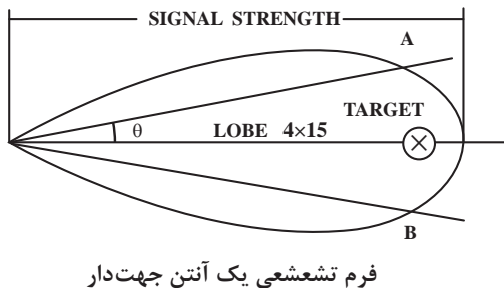 SIGNAL STRENGTH
A
θ
TARGET
LOBE 4×15
B
فرم تشعشعی یک آنتن جهت‌دار